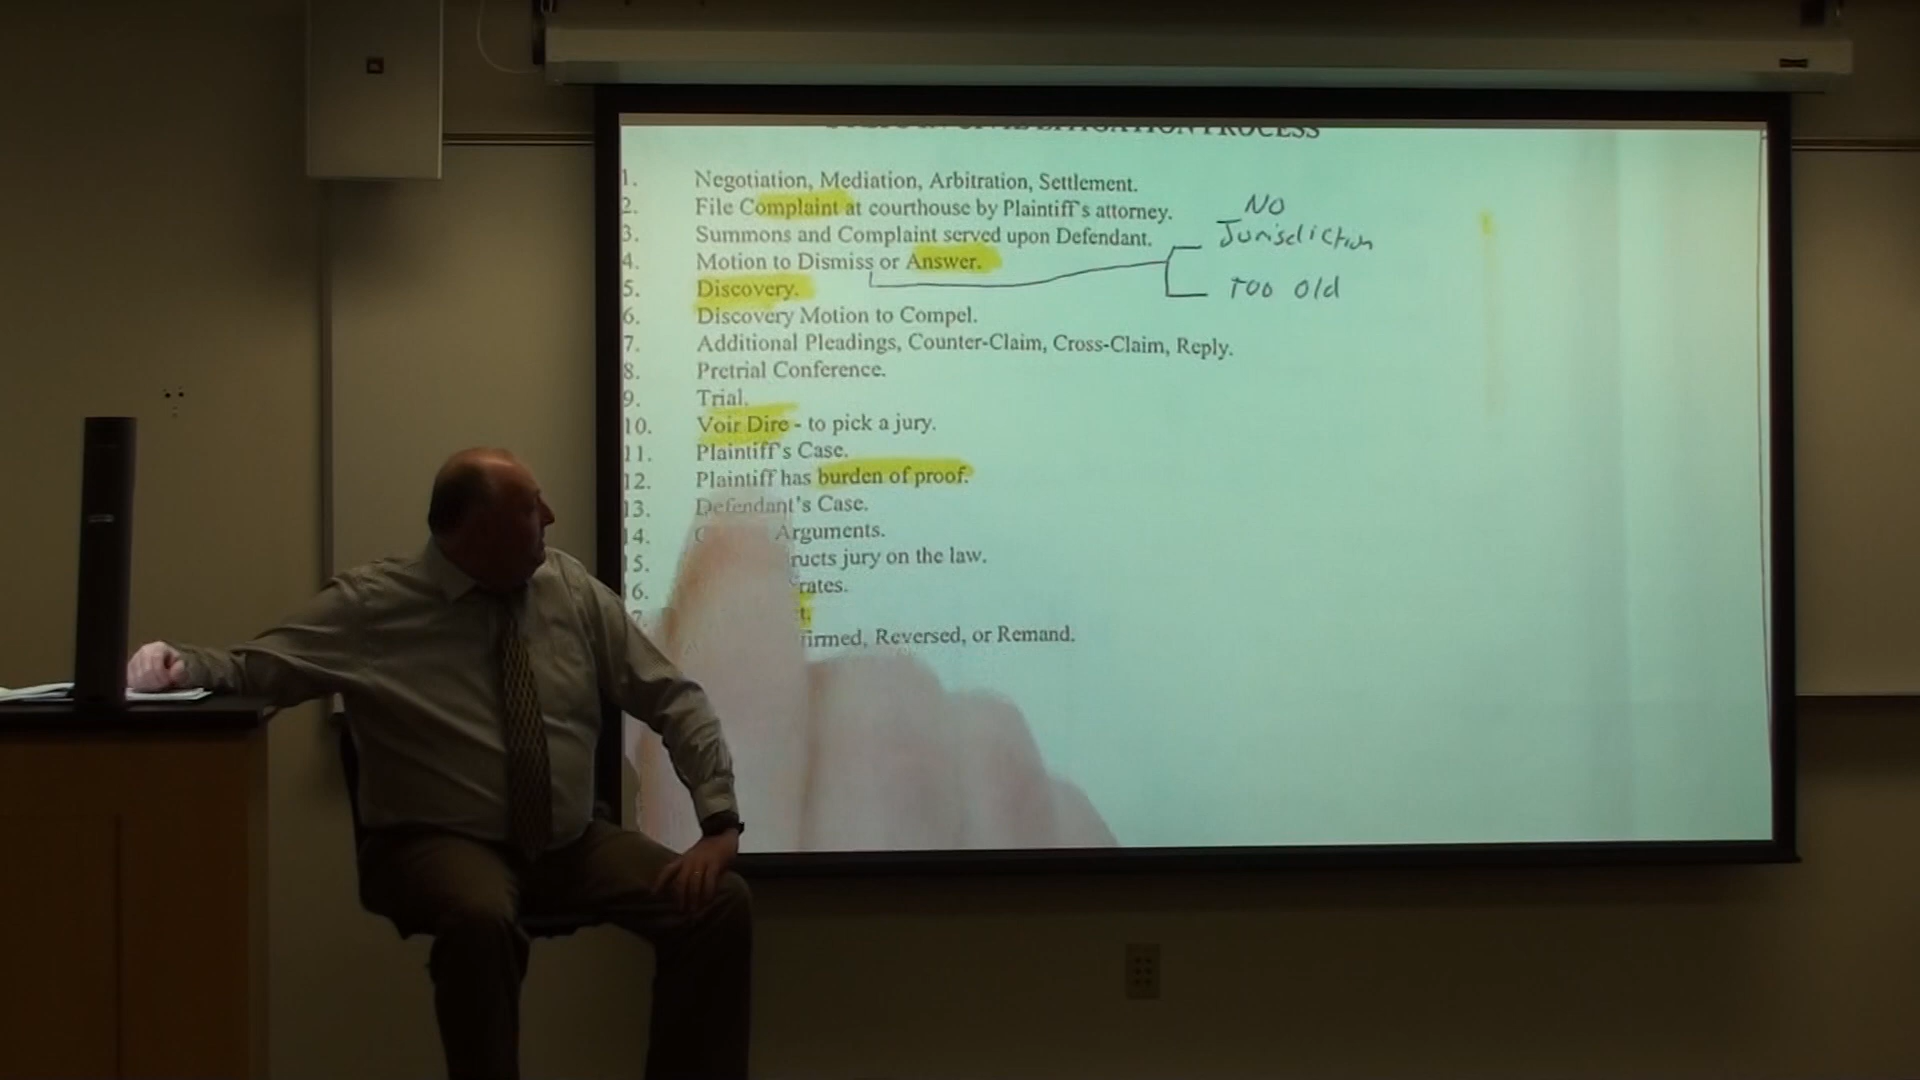 PROCESS
1. Negotiation, Mediation, Arbitration, Settlement.
2. File Complaint at courthouse by Plaintiff's attorney.
3. Summons and Complaint served upon Defendant.
4. Motion to Dismiss or Answer.
5. Discovery.
6. Discovery Motion to Compel.
7. Additional Pleadings, Counter-Claim, Cross-Claim, Reply.
8. Pretrial Conference.
9. Trial.
10. Voir Dire - to pick a jury.
11. Plaintiff's Case.
12. Plaintiff has burden of proof.
13. Defendant's Case.
14. Arguments.
15. jury on the law.
16.
17.
Reversed, or Remand.
NO
Jurisdiction
Too Old